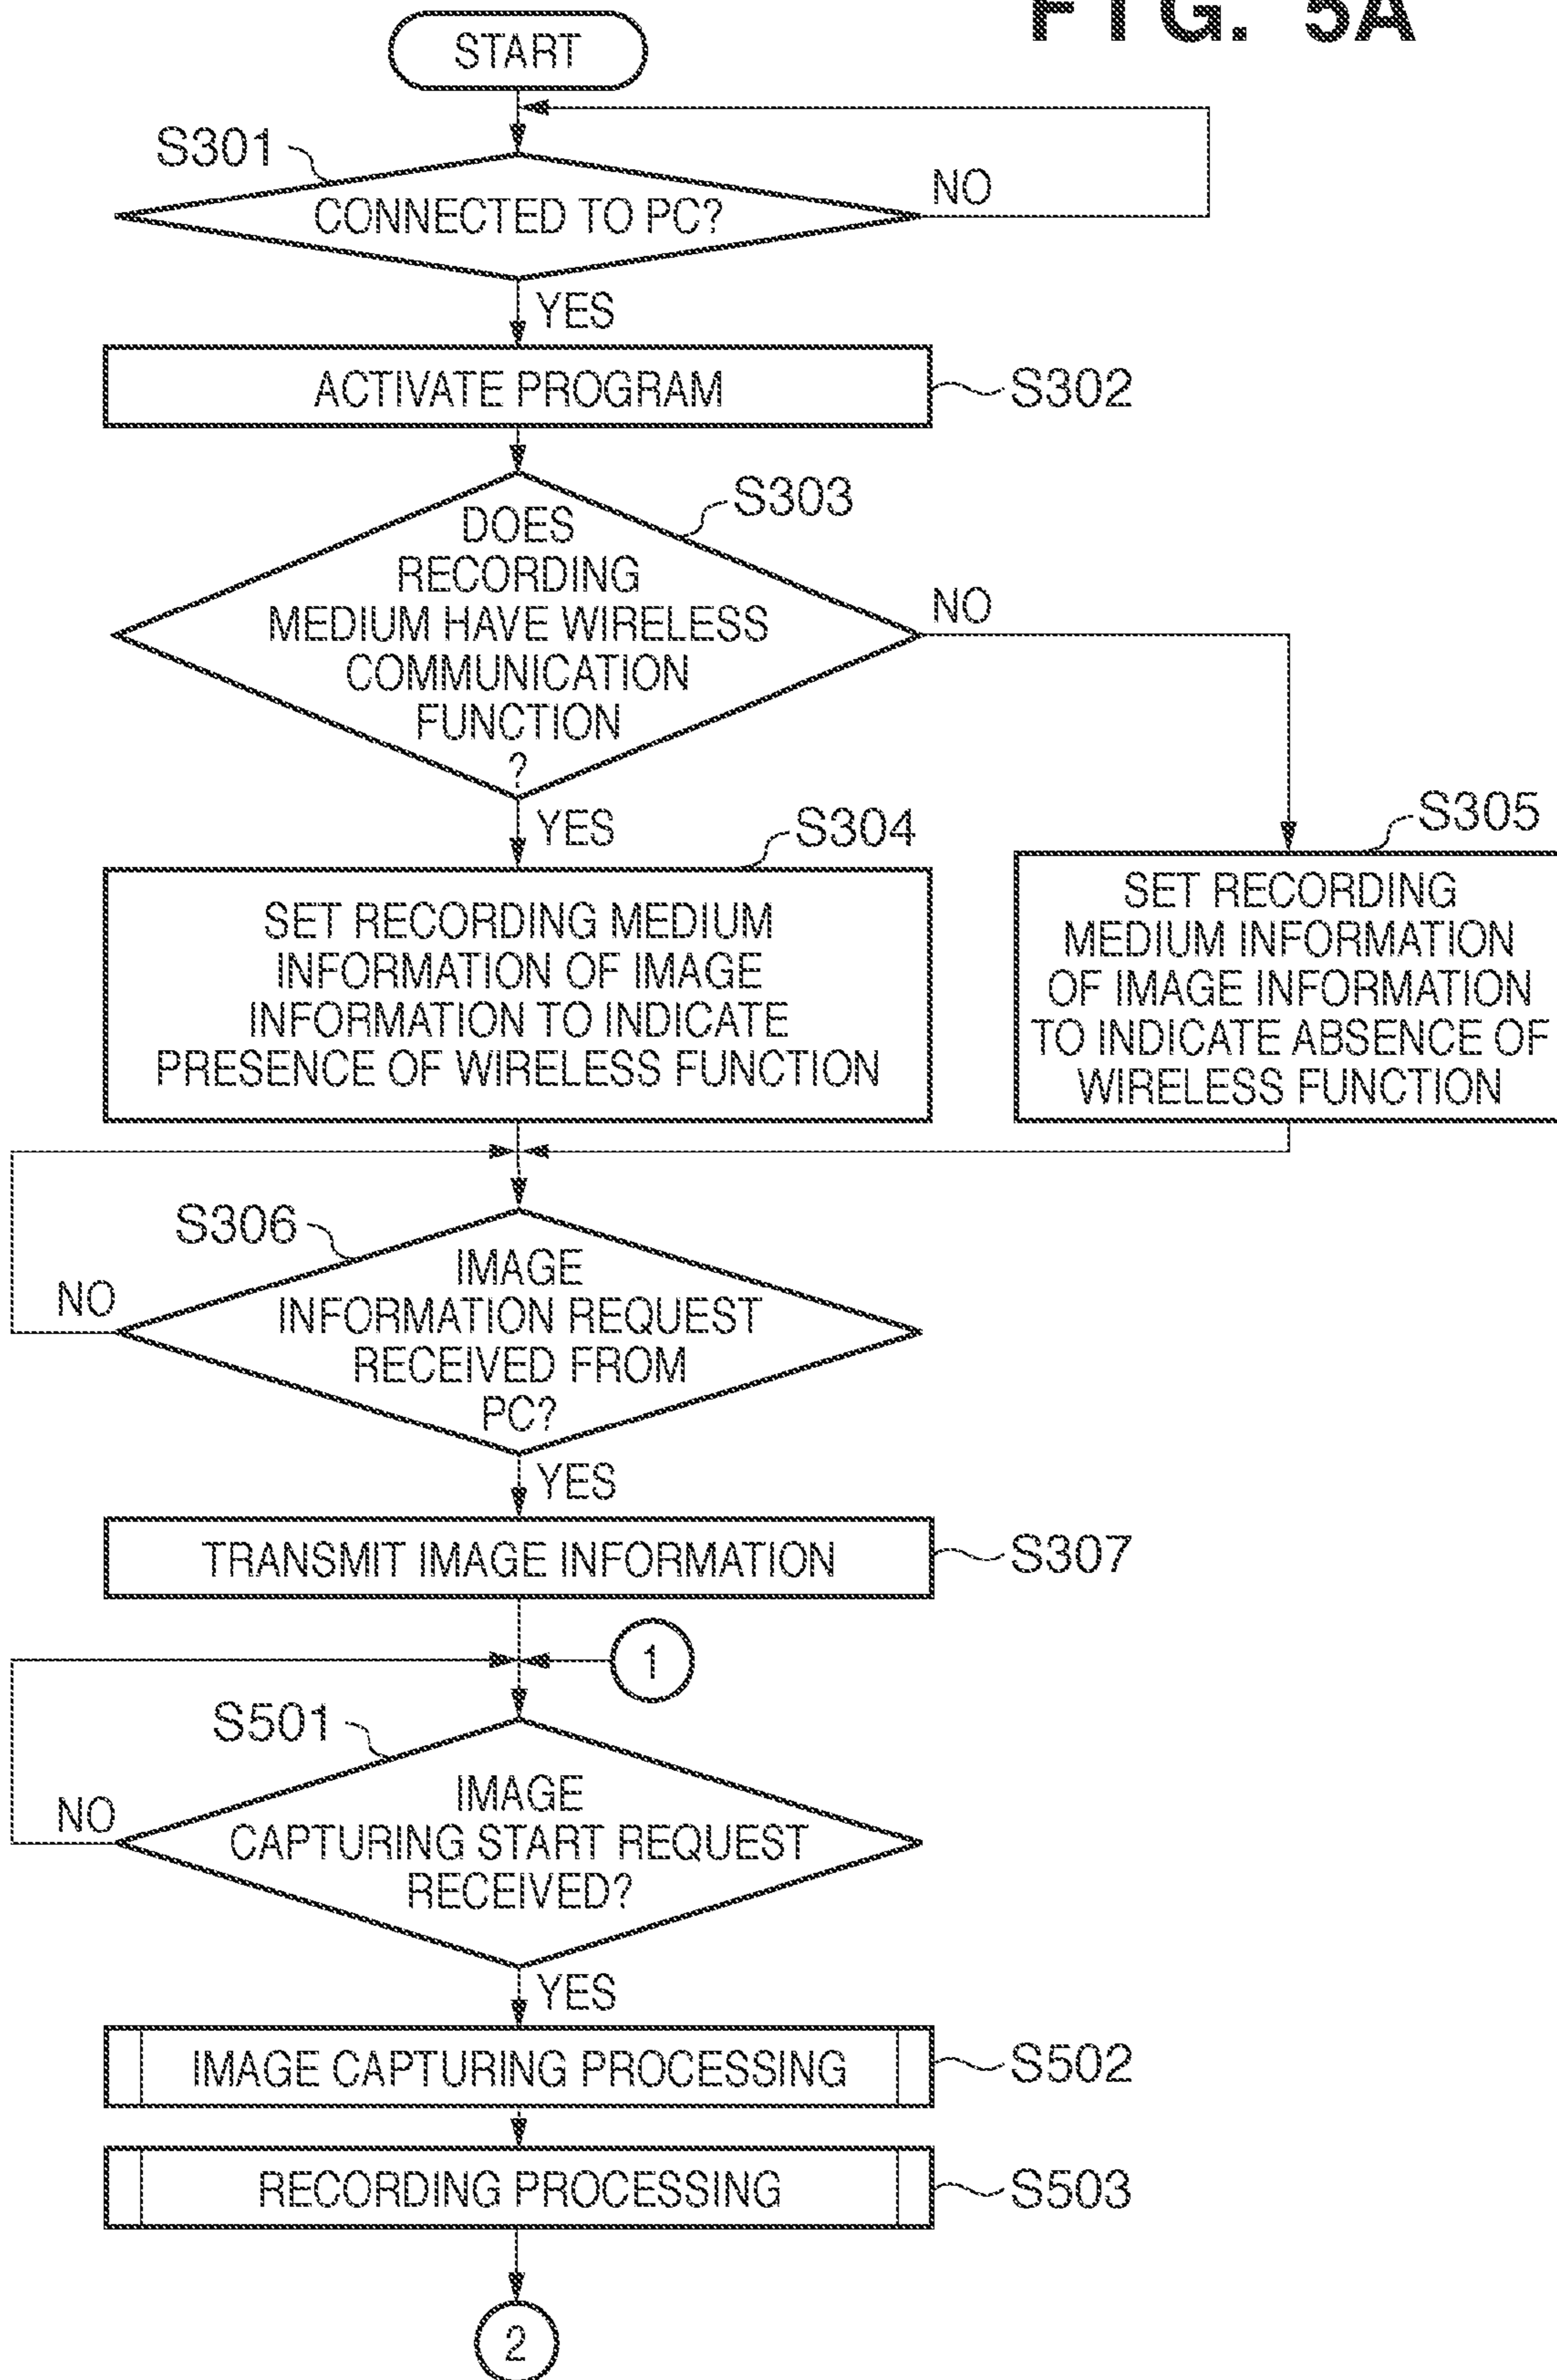 FIG. 5A
START
S301
CONNECTED TO PC?
NO
YES
ACTIVATE PROGRAM
S302
S303
DOES
RECORDING
MEDIUM HAVE WIRELESS
COMMUNICATION
FUNCTION
?
NO
YES
S304
SET RECORDING MEDIUM
INFORMATION OF IMAGE
INFORMATION TO INDICATE
PRESENCE OF WIRELESS FUNCTION
S305
SET RECORDING
MEDIUM INFORMATION
OF IMAGE INFORMATION
TO INDICATE ABSENCE OF
WIRELESS FUNCTION
S306
IMAGE
INFORMATION REQUEST
RECEIVED FROM
PC?
NO
YES
TRANSMIT IMAGE INFORMATION
S307
1
S501
IMAGE
CAPTURING START REQUEST
RECEIVED?
NO
YES
IMAGE CAPTURING PROCESSING
S502
RECORDING PROCESSING
S503
2